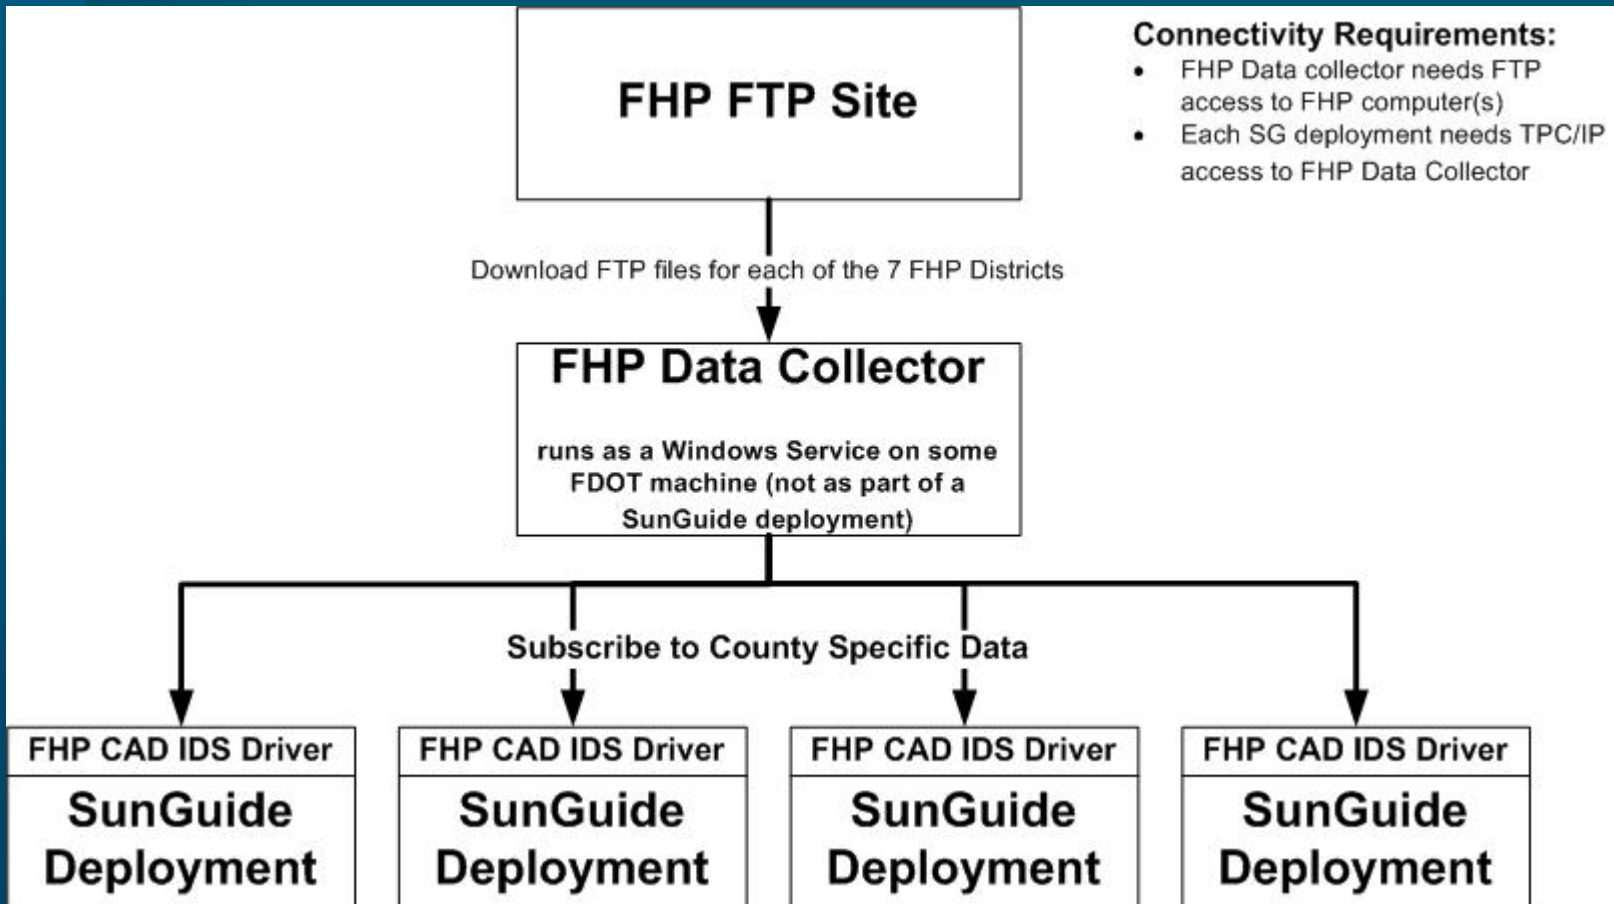 FHP FTP Site
Connectivity Requirements:
• FHP Data collector needs FTP
access to FHP computer(s)
• Each SG deployment needs TPC/IP
access to FHP Data Collector
Download FTP files for each of the 7 FHP Districts
FHP Data Collector
runs as a Windows Service on some
FDOT machine (not as part of a
SunGuide deployment)
Subscribe to County Specific Data
FHP CAD IDS Driver
SunGuide
Deployment
FHP CAD IDS Driver
SunGuide
Deployment
FHP CAD IDS Driver
SunGuide
Deployment
FHP CAD IDS Driver
SunGuide
Deployment